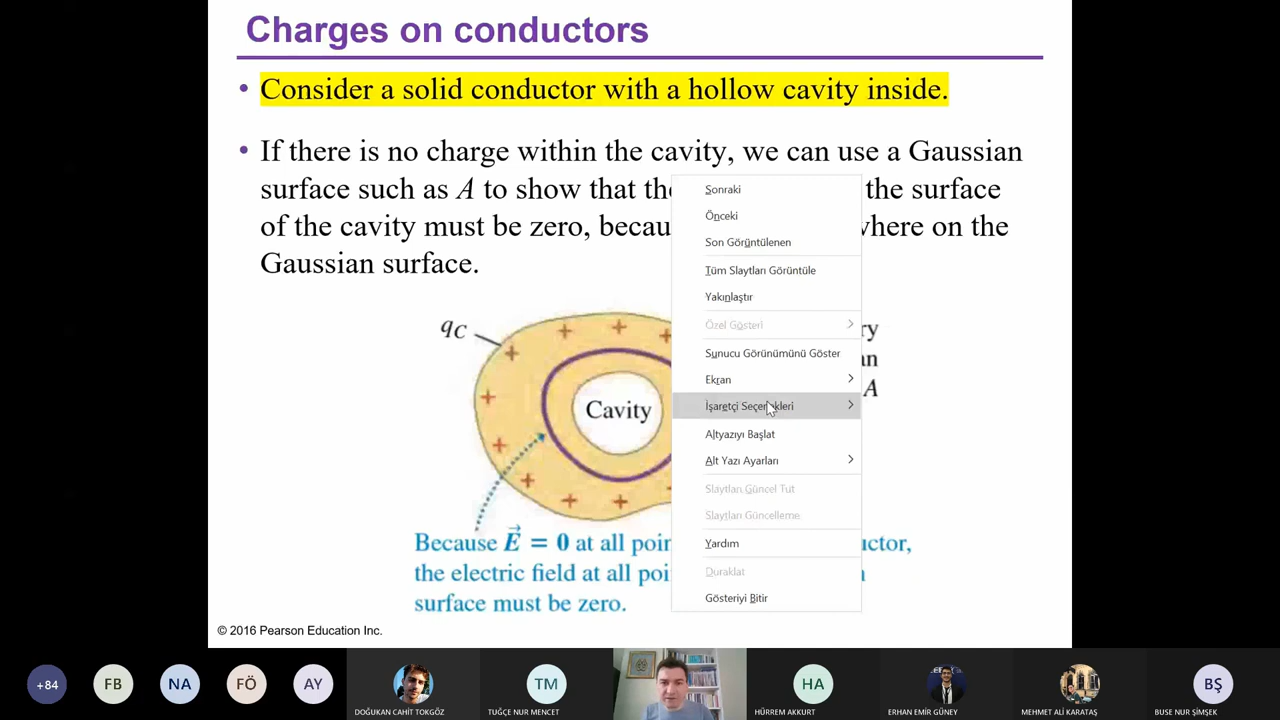 Charges on conductors
• Consider a solid conductor with a hollow cavity inside.
• If there is no charge within the cavity, we can use a Gaussian
surface such as A to show that the the surface
of the cavity must be zero, becau where on the
Gaussian surface.
Sonraki
Önceki
Son Görüntülenen
Tüm Slaytları Görüntüle
Yakınlaştır
Özel Gösteri
Sunucu Görünümünü Göster
Ekran
İşaretçi Seçenekleri
Altyazıyı Başlat
Alt Yazı Ayarları
Slaytları Güncel Tut
Slaytları Güncelleme
Yardım
Duraklat
Gösteriyi Bitir
qC
Cavity
ry
an
A
Because E⃗ = 0 at all poin uctor,
the electric field at all poi
surface must be zero.
© 2016 Pearson Education Inc.
+84
FB
NA
FÖ
AY
DOĞUKAN CAHİT TOKGÖZ
TM
TUĞÇE NUR MENCET
HA
HÜRREM AKKURT
ERHAN EMİR GÜNEY
MEHMET ALİ KARATAŞ
BŞ
BUSE NUR ŞİMŞEK